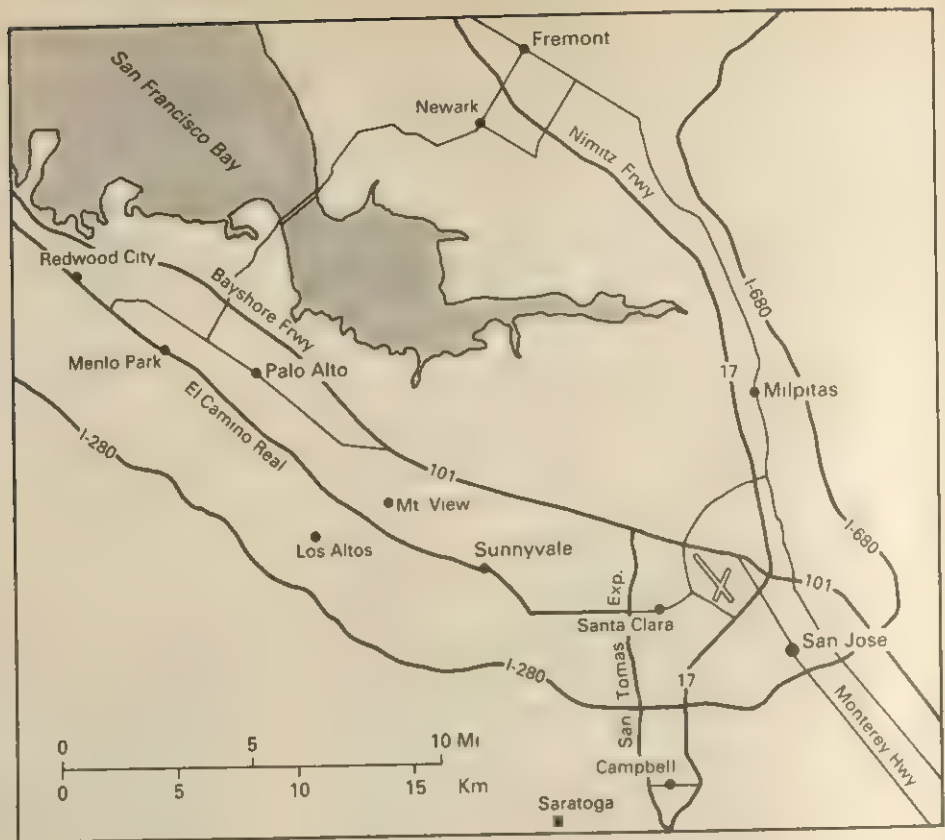 Fremont
San Francisco Bay
Newark
Nimitz Frwy
Redwood City
Bayshore Frwy
I-680
Menlo Park
Palo Alto
17
Milpitas
El Camino Real
I-280
101
Mt View
Los Altos
Sunnyvale
I-680
Exp.
101
Santa Clara
San Jose
Tomas
I-280
17
San
Monterey Hwy
0 5 10 Mi
Campbell
0 5 10 15 Km
Saratoga